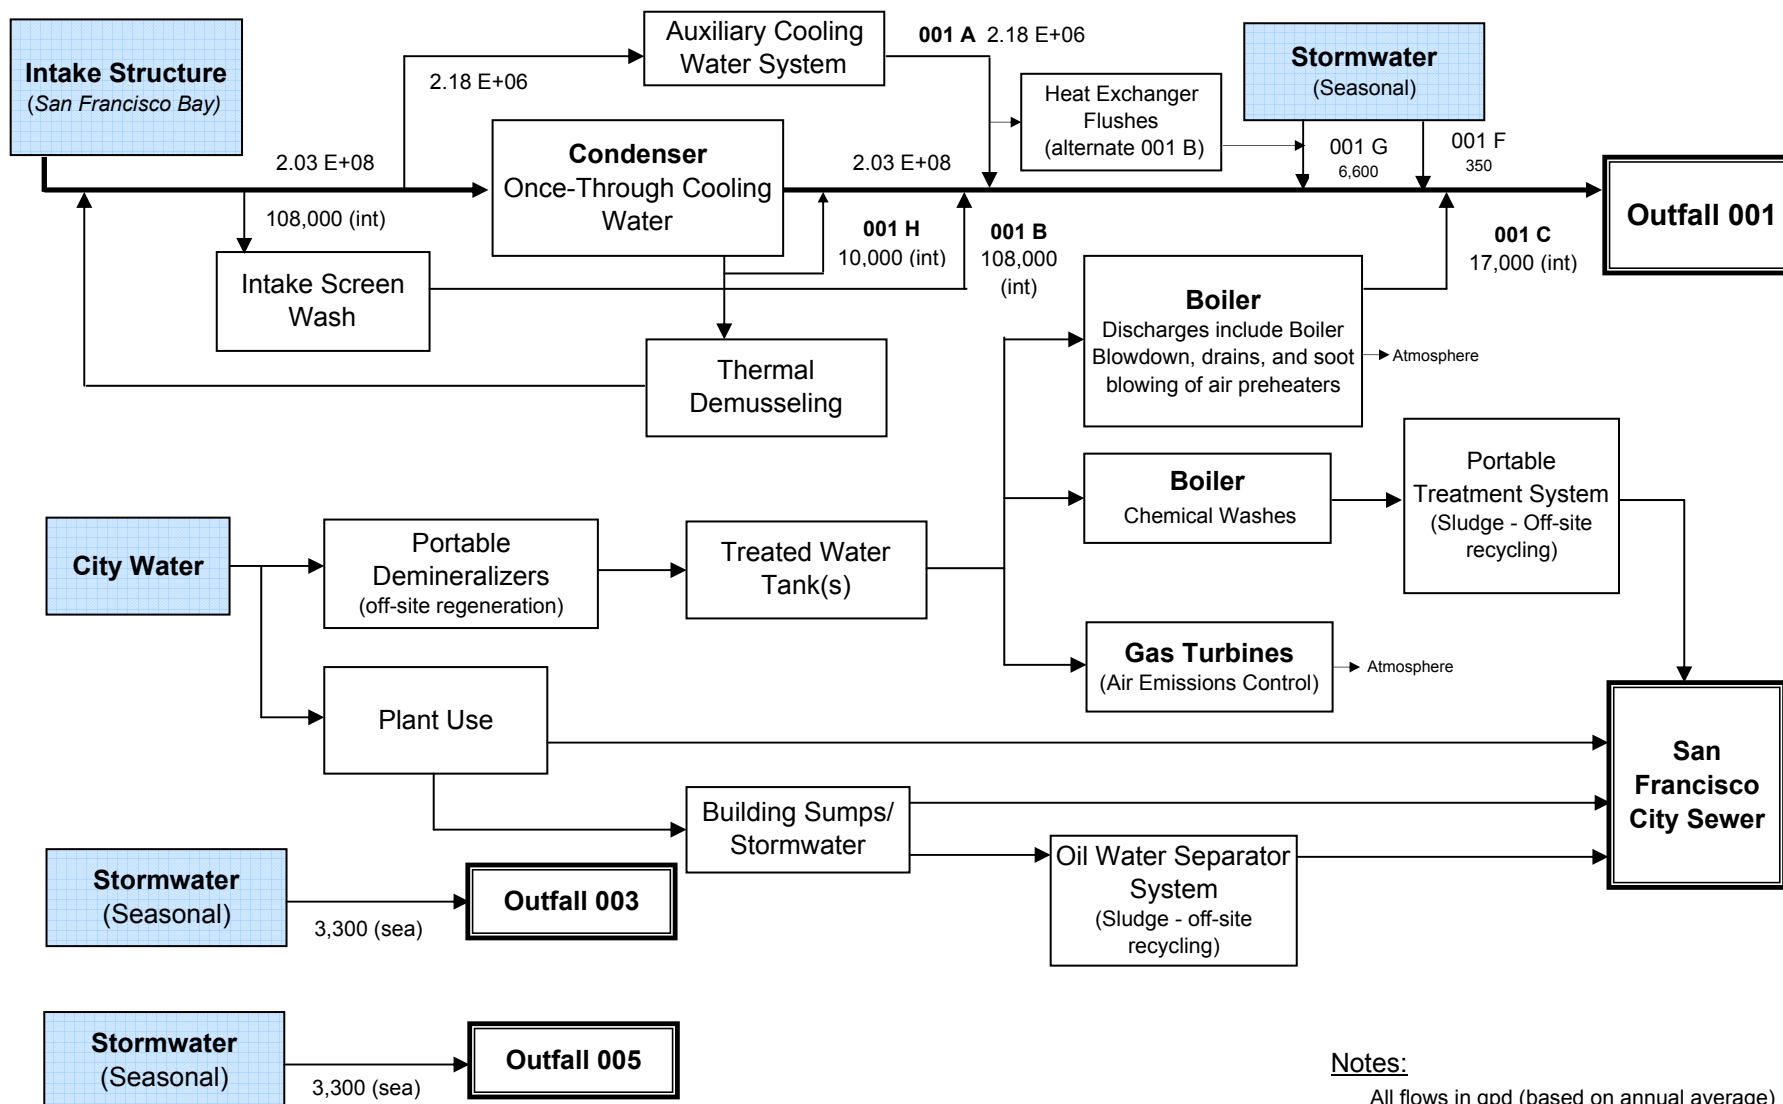 Intake Structure
(San Francisco Bay)
2.03 E+08
2.18 E+06
Auxiliary Cooling
Water System
001 A 2.18 E+06
Heat Exchanger
Flushes
(alternate 001 B)
Stormwater
(Seasonal)
001 G
6,600
001 F
350
Outfall 001
Condenser
Once-Through Cooling
Water
2.03 E+08
108,000 (int)
Intake Screen
Wash
001 H
10,000 (int)
001 B
108,000
(int)
001 C
17,000 (int)
Thermal
Demusseling
Boiler
Discharges include Boiler
Blowdown, drains, and soot
blowing of air preheaters
Atmosphere
City Water
Portable
Demineralizers
(off-site regeneration)
Treated Water
Tank(s)
Boiler
Chemical Washes
Portable
Treatment System
(Sludge - Off-site
recycling)
Gas Turbines
(Air Emissions Control)
Atmosphere
Plant Use
San
Francisco
City Sewer
Building Sumps/
Stormwater
Oil Water Separator
System
(Sludge - off-site
recycling)
Stormwater
(Seasonal)
3,300 (sea)
Outfall 003
Stormwater
(Seasonal)
3,300 (sea)
Outfall 005
Notes:
All flows in gpd (based on annual average)